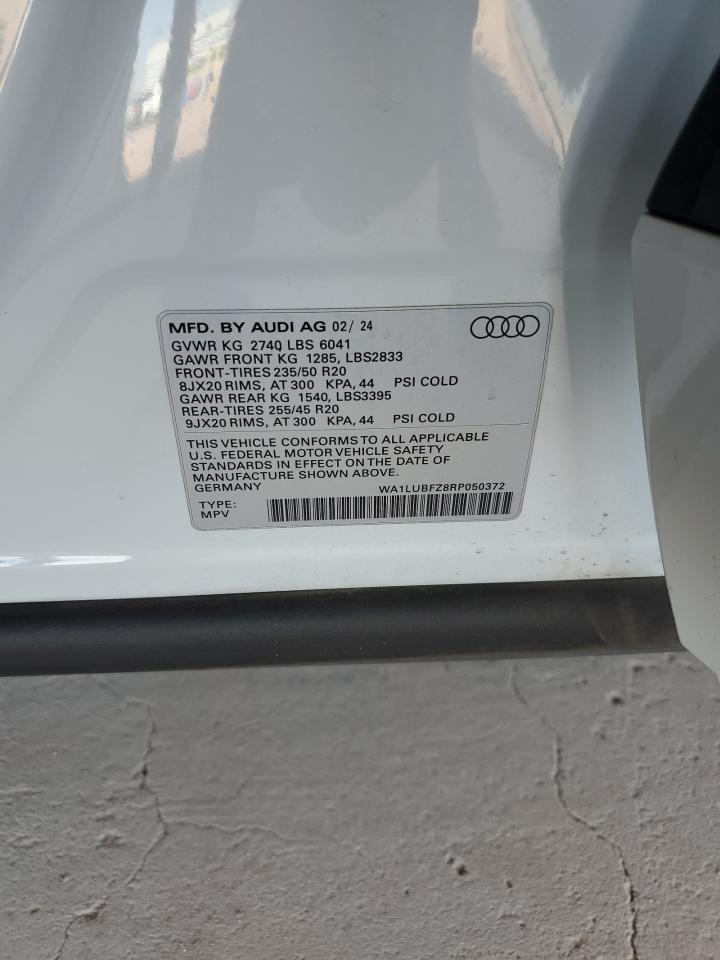 MFD. BY AUDI AG 02/ 24
GVWR KG 2740 LBS 6041
GAWR FRONT KG 1285, LBS2833
FRONT-TIRES 235/50 R20
8JX20 RIMS, AT 300 KPA, 44 PSI COLD
GAWR REAR KG 1540, LBS3395
REAR-TIRES 255/45 R20
9JX20 RIMS, AT 300 KPA, 44 PSI COLD
THIS VEHICLE CONFORMS TO ALL APPLICABLE
U.S. FEDERAL MOTOR VEHICLE SAFETY
STANDARDS IN EFFECT ON THE DATE OF
MANUFACTURE SHOWN ABOVE.
GERMANY WA1LUBFZ8RP050372
TYPE:
MPV